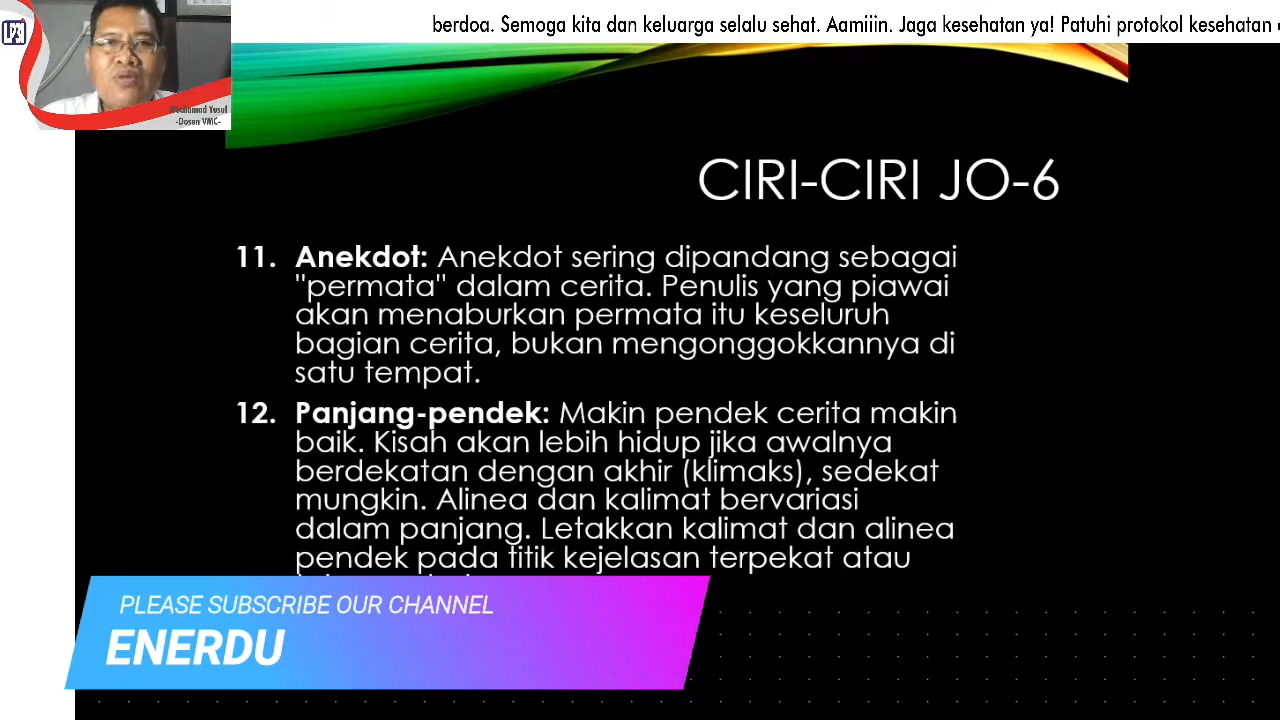 berdoa. Semoga kita dan keluarga selalu sehat. Aamiiin. Jaga kesehatan ya! Patuhi protokol kesehatan
Mochamad Yusuf
-Dosen VMC-
CIRI-CIRI JO-6
11. Anekdot: Anekdot sering dipandang sebagai
"permata" dalam cerita. Penulis yang piawai
akan menaburkan permata itu keseluruh
bagian cerita, bukan mengonggokkannya di
satu tempat.
12. Panjang-pendek: Makin pendek cerita makin
baik. Kisah akan lebih hidup jika awalnya
berdekatan dengan akhir (klimaks), sedekat
mungkin. Alinea dan kalimat bervariasi
dalam panjang. Letakkan kalimat dan alinea
pendek pada titik kejelasan terpekat atau
PLEASE SUBSCRIBE OUR CHANNEL
ENERDU